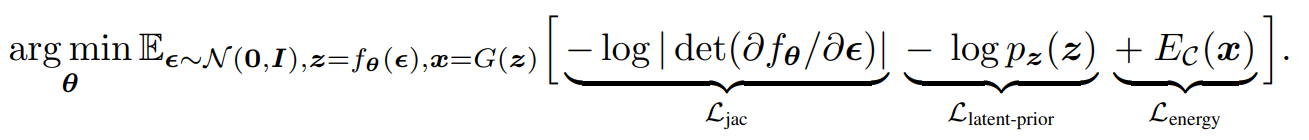 arg min_θ 𝔼_{ϵ∼𝒩(0,I),z=f_θ(ϵ),x=G(z)} [ − log | det(∂f_θ/∂ϵ)| − log p_z(z) + E_𝒞(x) ].
ℒ_jac ℒ_latent-prior ℒ_energy